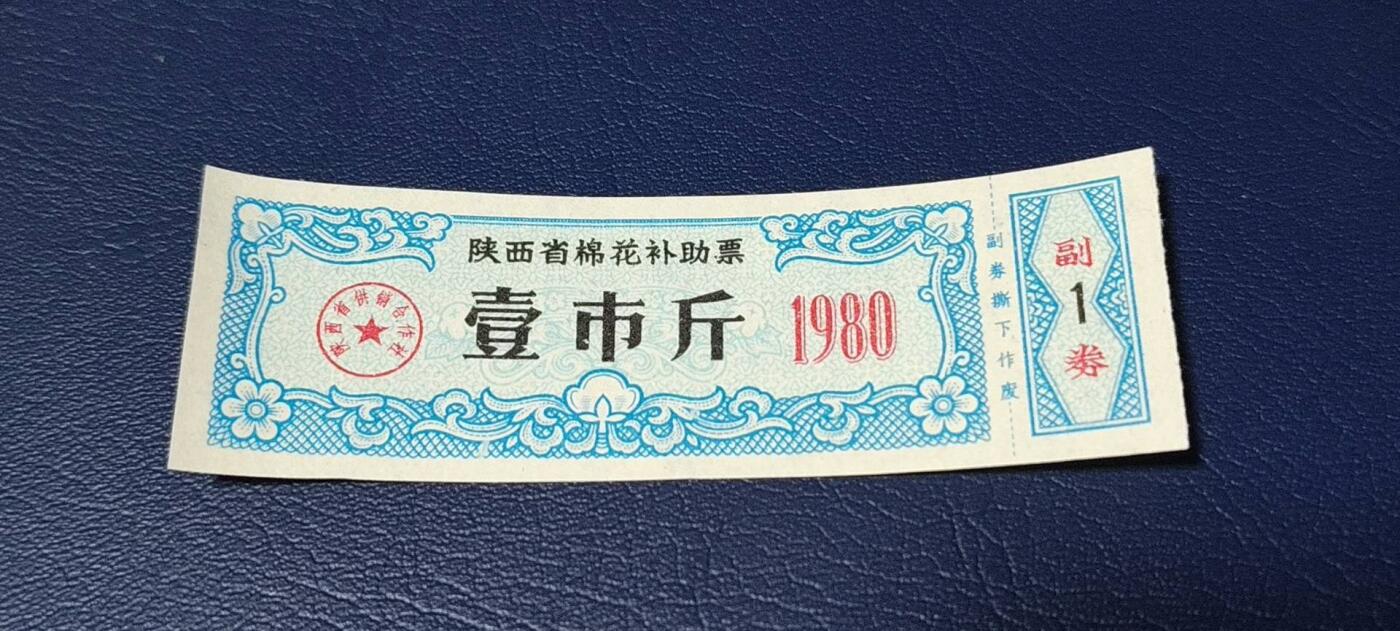 陕西省棉花补助票
壹市斤
1980
陕西省供销合作社
副券撕下作废
副
1
券